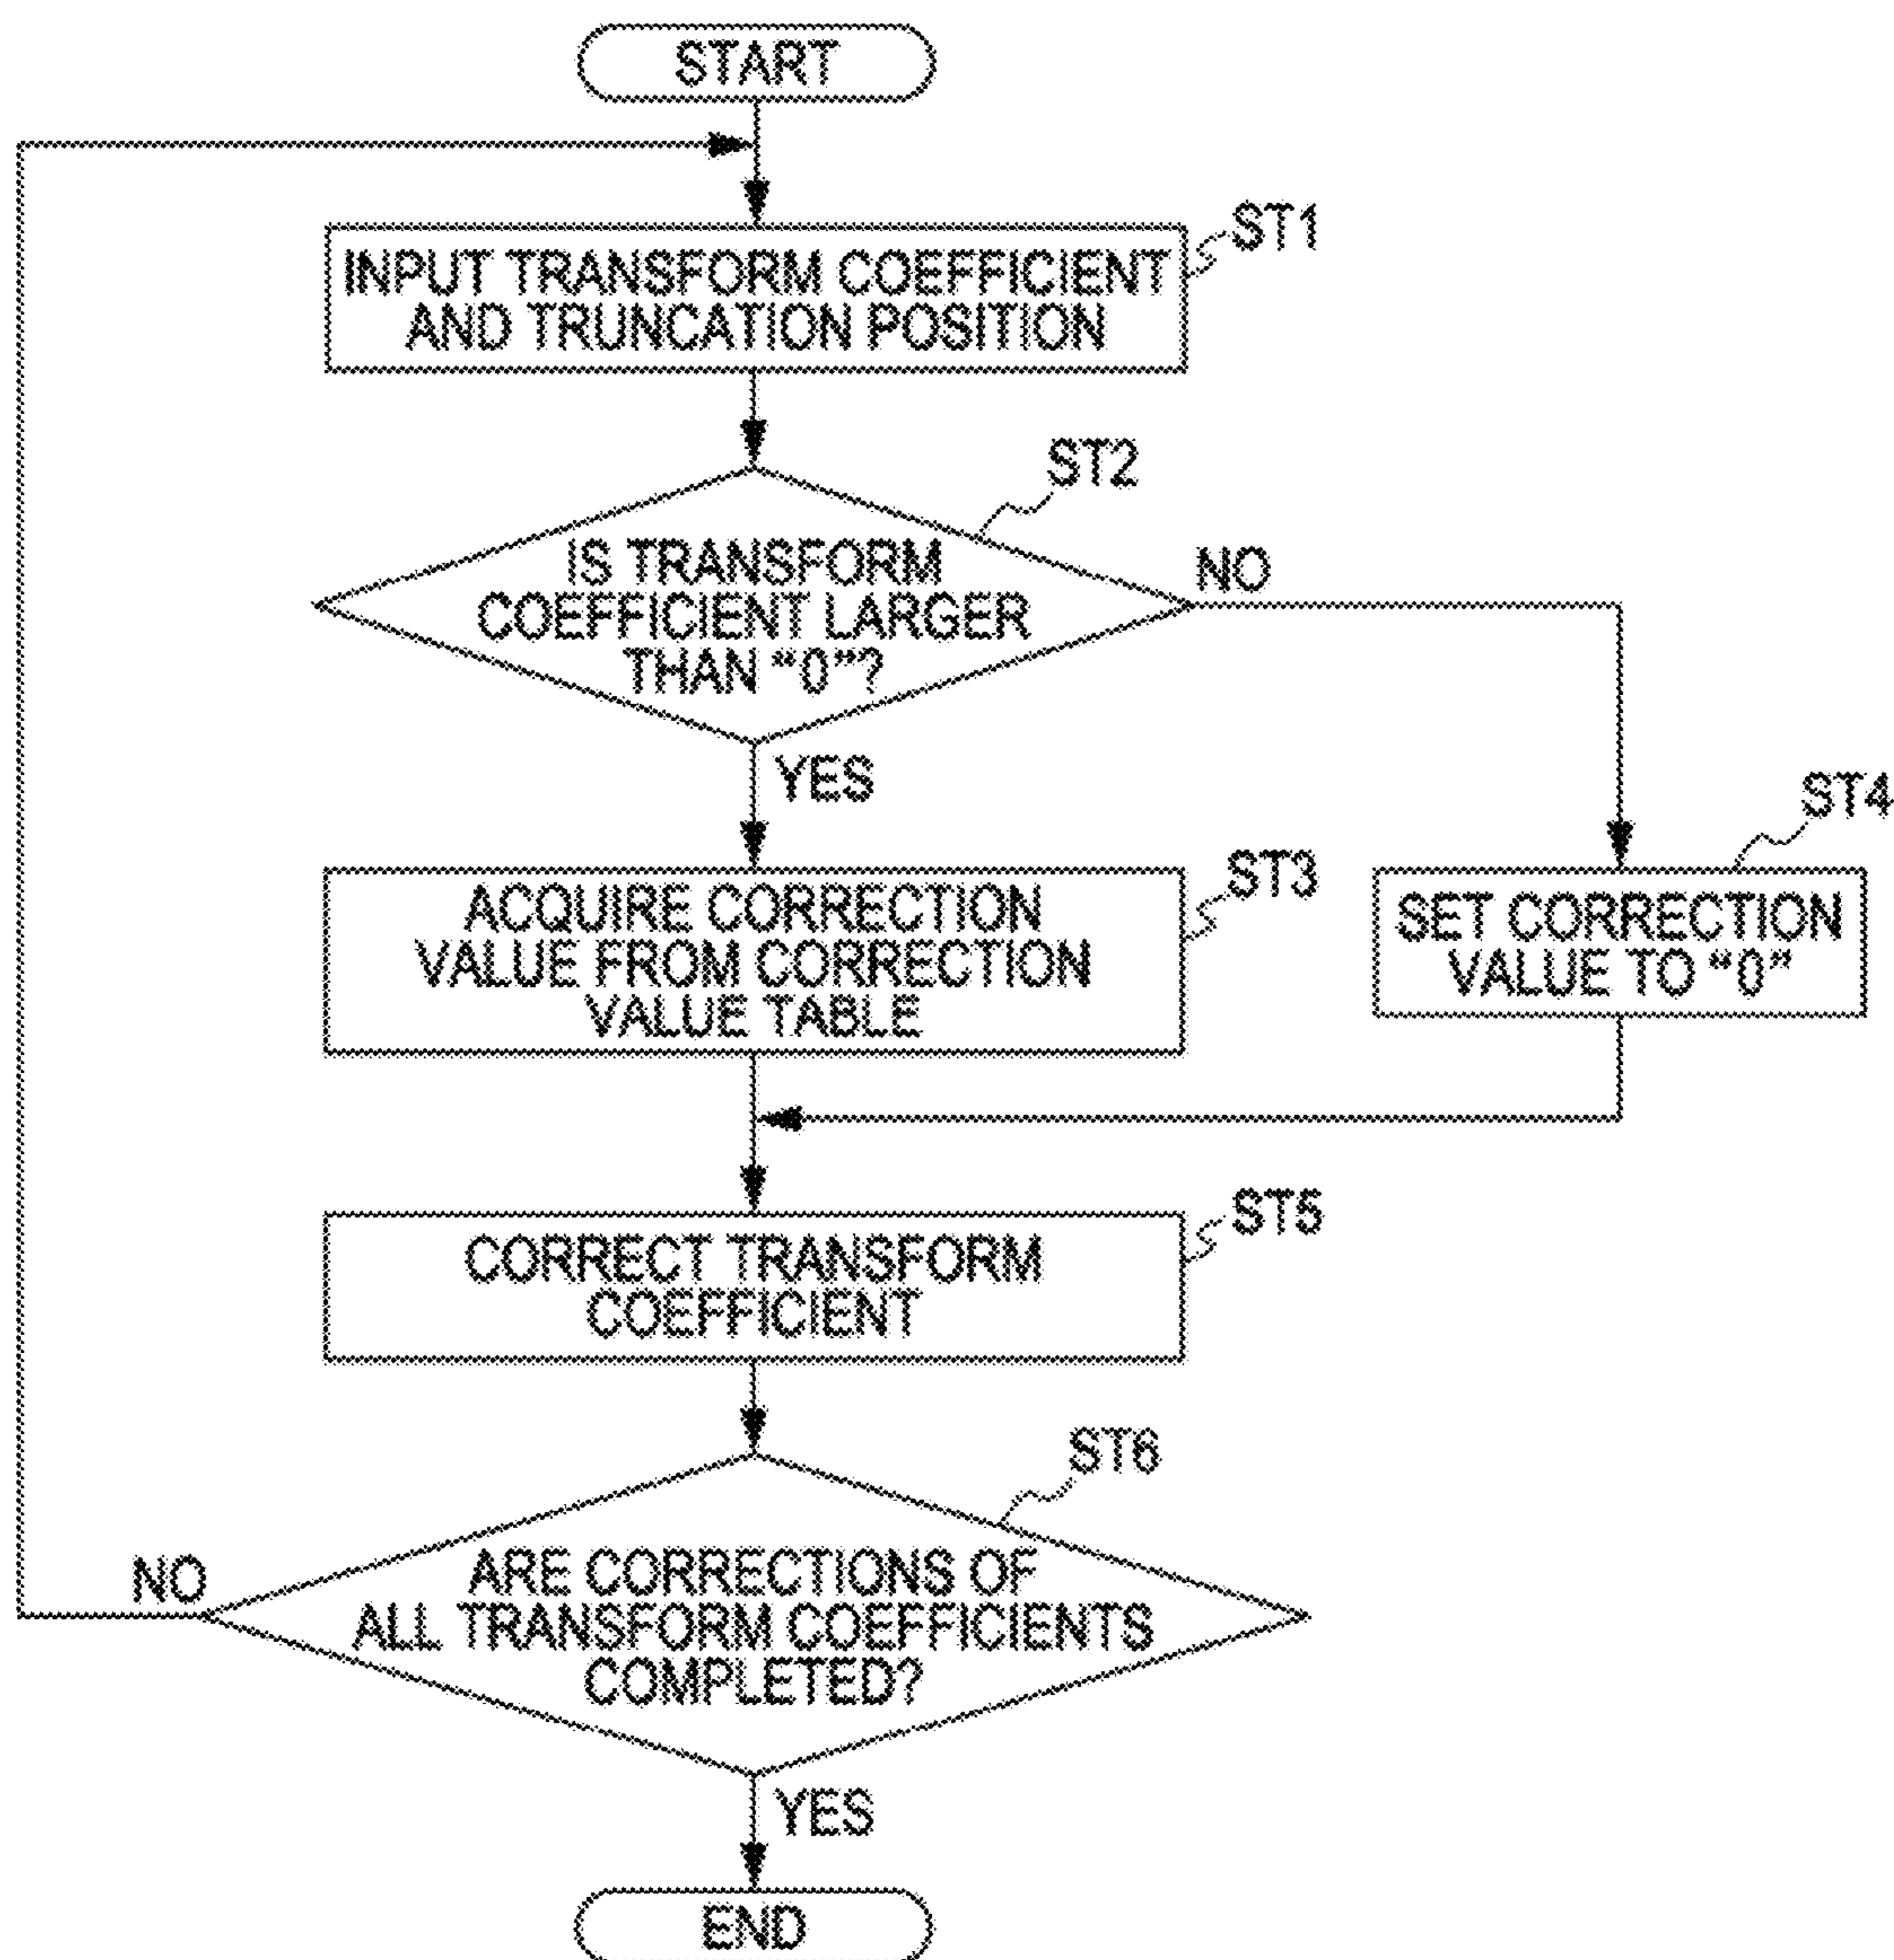 START
ST1
INPUT TRANSFORM COEFFICIENT
AND TRUNCATION POSITION
ST2
IS TRANSFORM
COEFFICIENT LARGER
THAN “0”?
NO
YES
ST3
ACQUIRE CORRECTION
VALUE FROM CORRECTION
VALUE TABLE
ST4
SET CORRECTION
VALUE TO “0”
ST5
CORRECT TRANSFORM
COEFFICIENT
ST6
ARE CORRECTIONS OF
ALL TRANSFORM COEFFICIENTS
COMPLETED?
NO
YES
END